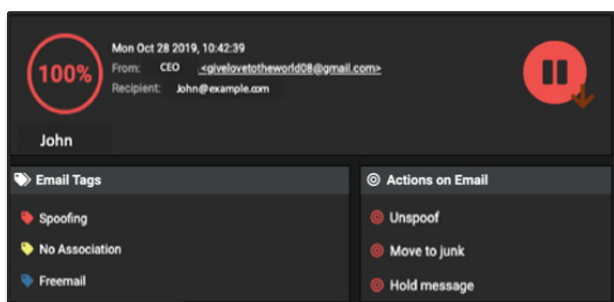 100%
Mon Oct 28 2019, 10:42:39
From: CEO <givelovetotheworld08@gmail.com>
Recipient: John@example.com
John
Email Tags
Spoofing
No Association
Freemail
Actions on Email
Unspoof
Move to junk
Hold message